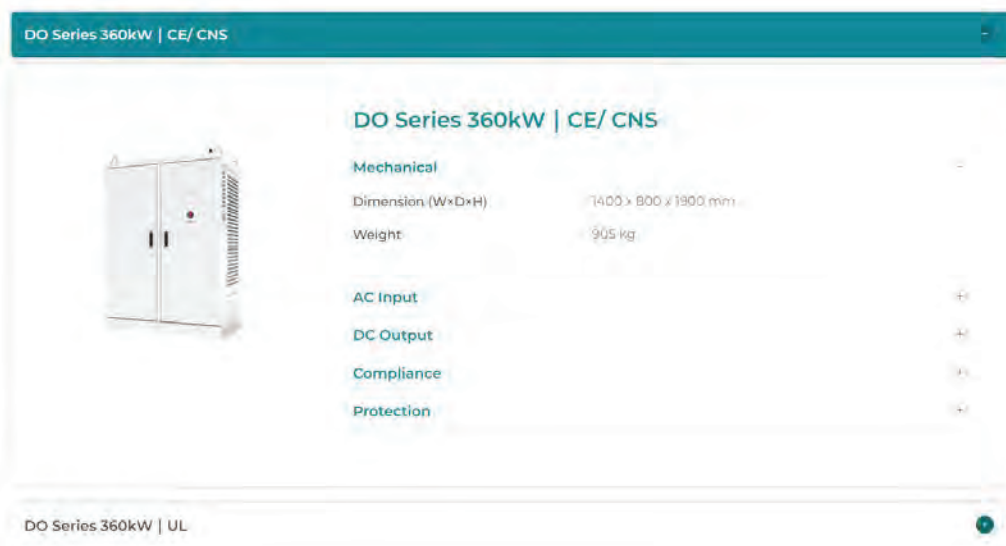 DO Series 360kW | CE/ CNS
-
DO Series 360kW | CE/ CNS
Mechanical -
Dimension (W×D×H) 1400 x 800 x 1900 mm
Weight 905 kg
AC Input +
DC Output +
Compliance +
Protection +
DO Series 360kW | UL +